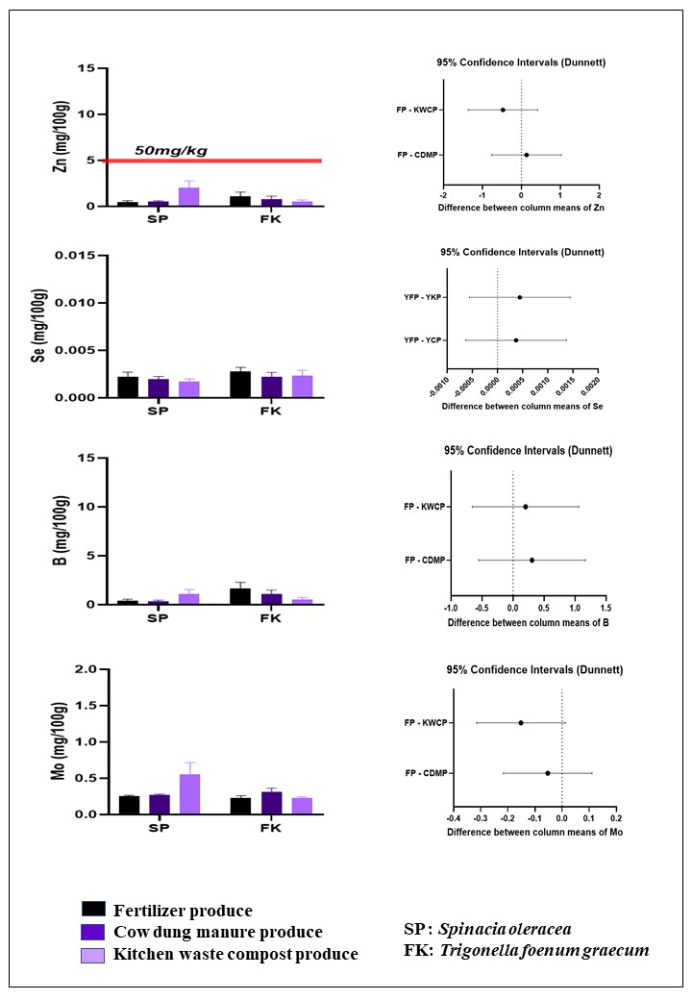 95% Confidence Intervals (Dunnett)
15
10
5
0
Zn (mg/100g)
50mg/kg
SP
FK
FP - KWCP
FP - CDMP
-2
-1
0
1
2
Difference between column means of Zn
95% Confidence Intervals (Dunnett)
0.015
0.010
0.005
0.000
Se (mg/100g)
SP
FK
YFP - YKP
YFP - YCP
-0.0010
-0.0005
0.0000
0.0005
0.0010
0.0015
0.0020
Difference between column means of Se
95% Confidence Intervals (Dunnett)
15
10
5
0
B (mg/100g)
SP
FK
FP - KWCP
FP - CDMP
-1.0
-0.5
0.0
0.5
1.0
1.5
Difference between column means of B
95% Confidence Intervals (Dunnett)
2.0
1.5
1.0
0.5
0.0
Mo (mg/100g)
SP
FK
FP - KWCP
FP - CDMP
-0.4
-0.3
-0.2
-0.1
0.0
0.1
0.2
Difference between column means of Mo
Fertilizer produce
Cow dung manure produce
Kitchen waste compost produce
SP: Spinacia oleracea
FK: Trigonella foenum graecum